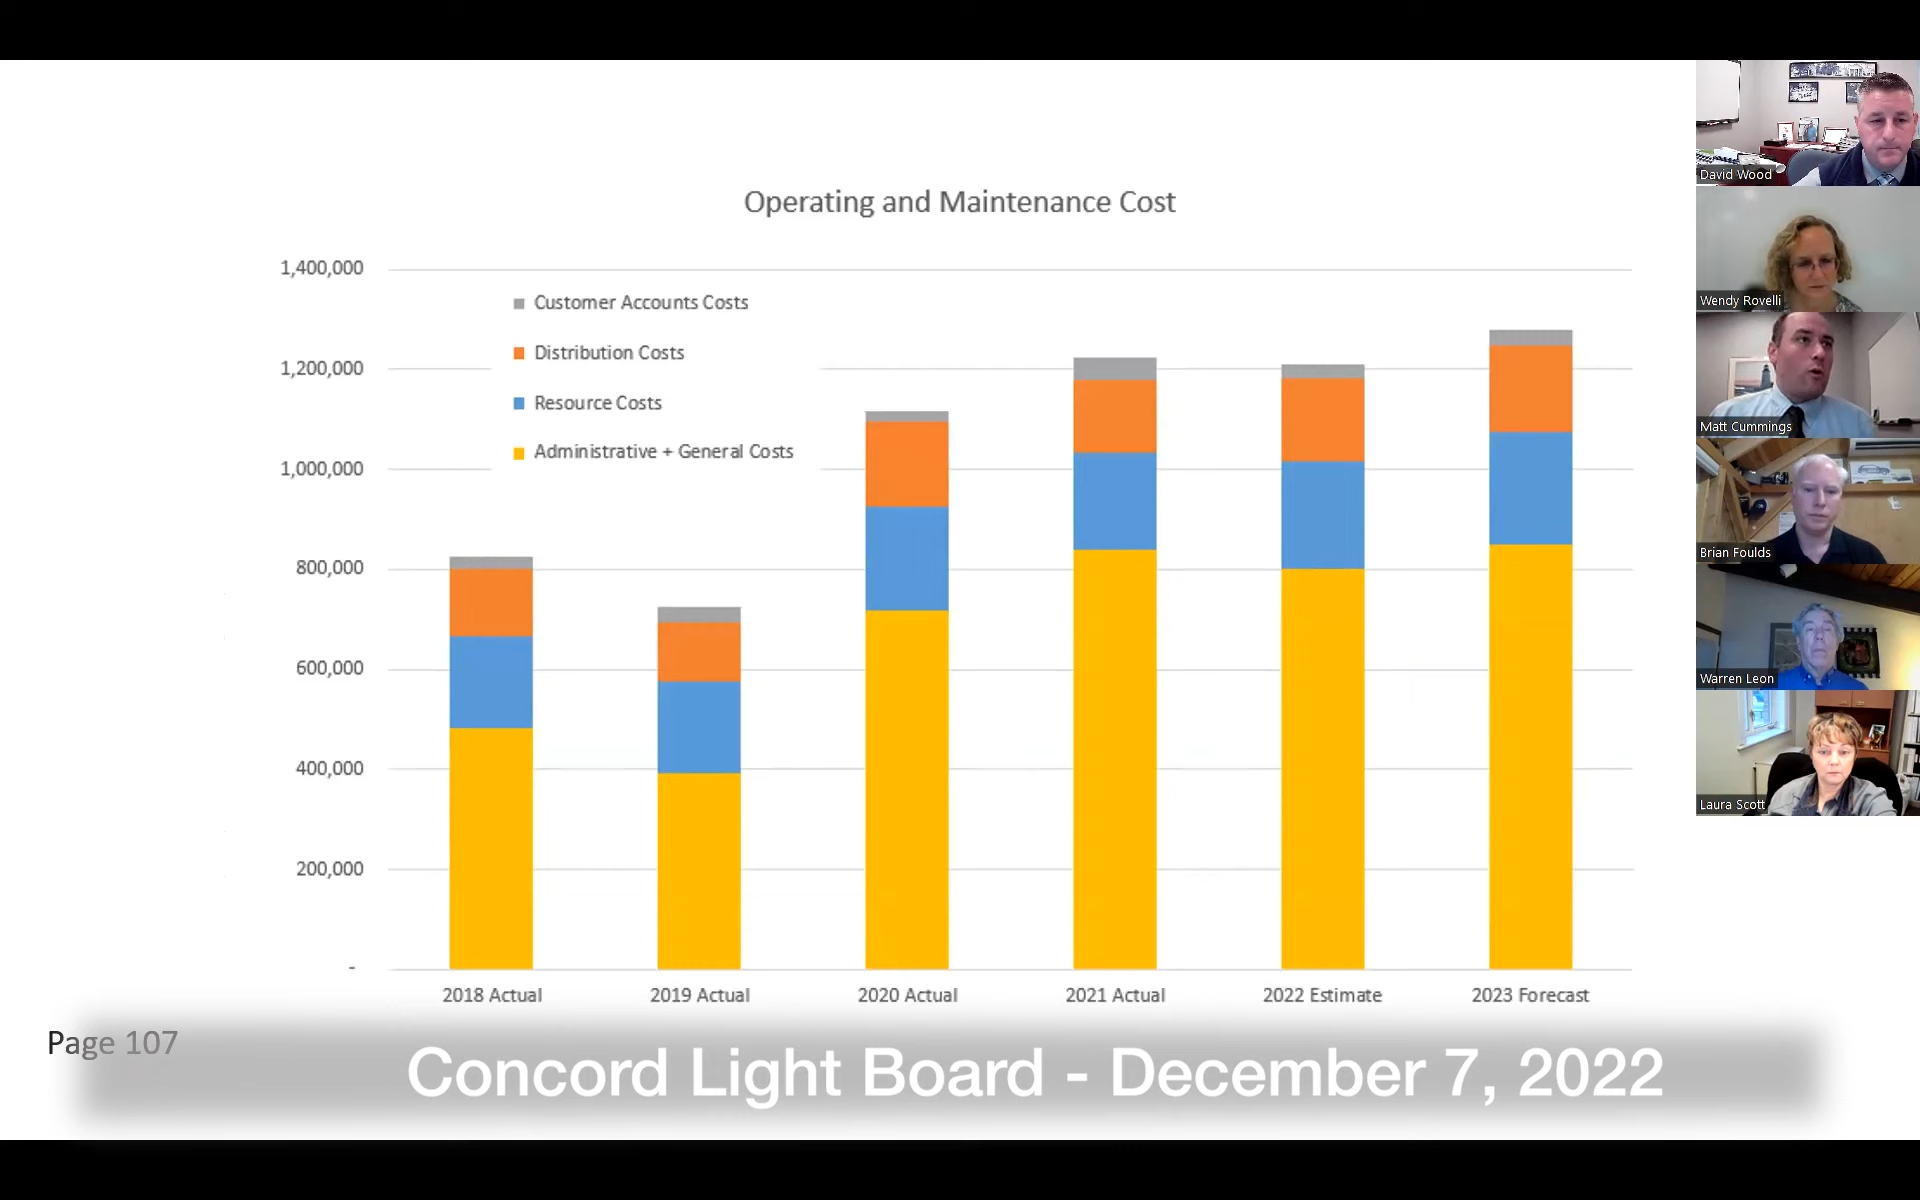 Operating and Maintenance Cost
1,400,000
Customer Accounts Costs
Distribution Costs
1,200,000
Resource Costs
Administrative + General Costs
1,000,000
800,000
600,000
400,000
200,000
-
2018 Actual
2019 Actual
2020 Actual
2021 Actual
2022 Estimate
2023 Forecast
Page 107
Concord Light Board - December 7, 2022
David Wood
Wendy Rovelli
Matt Cummings
Brian Foulds
Warren Leon
Laura Scott